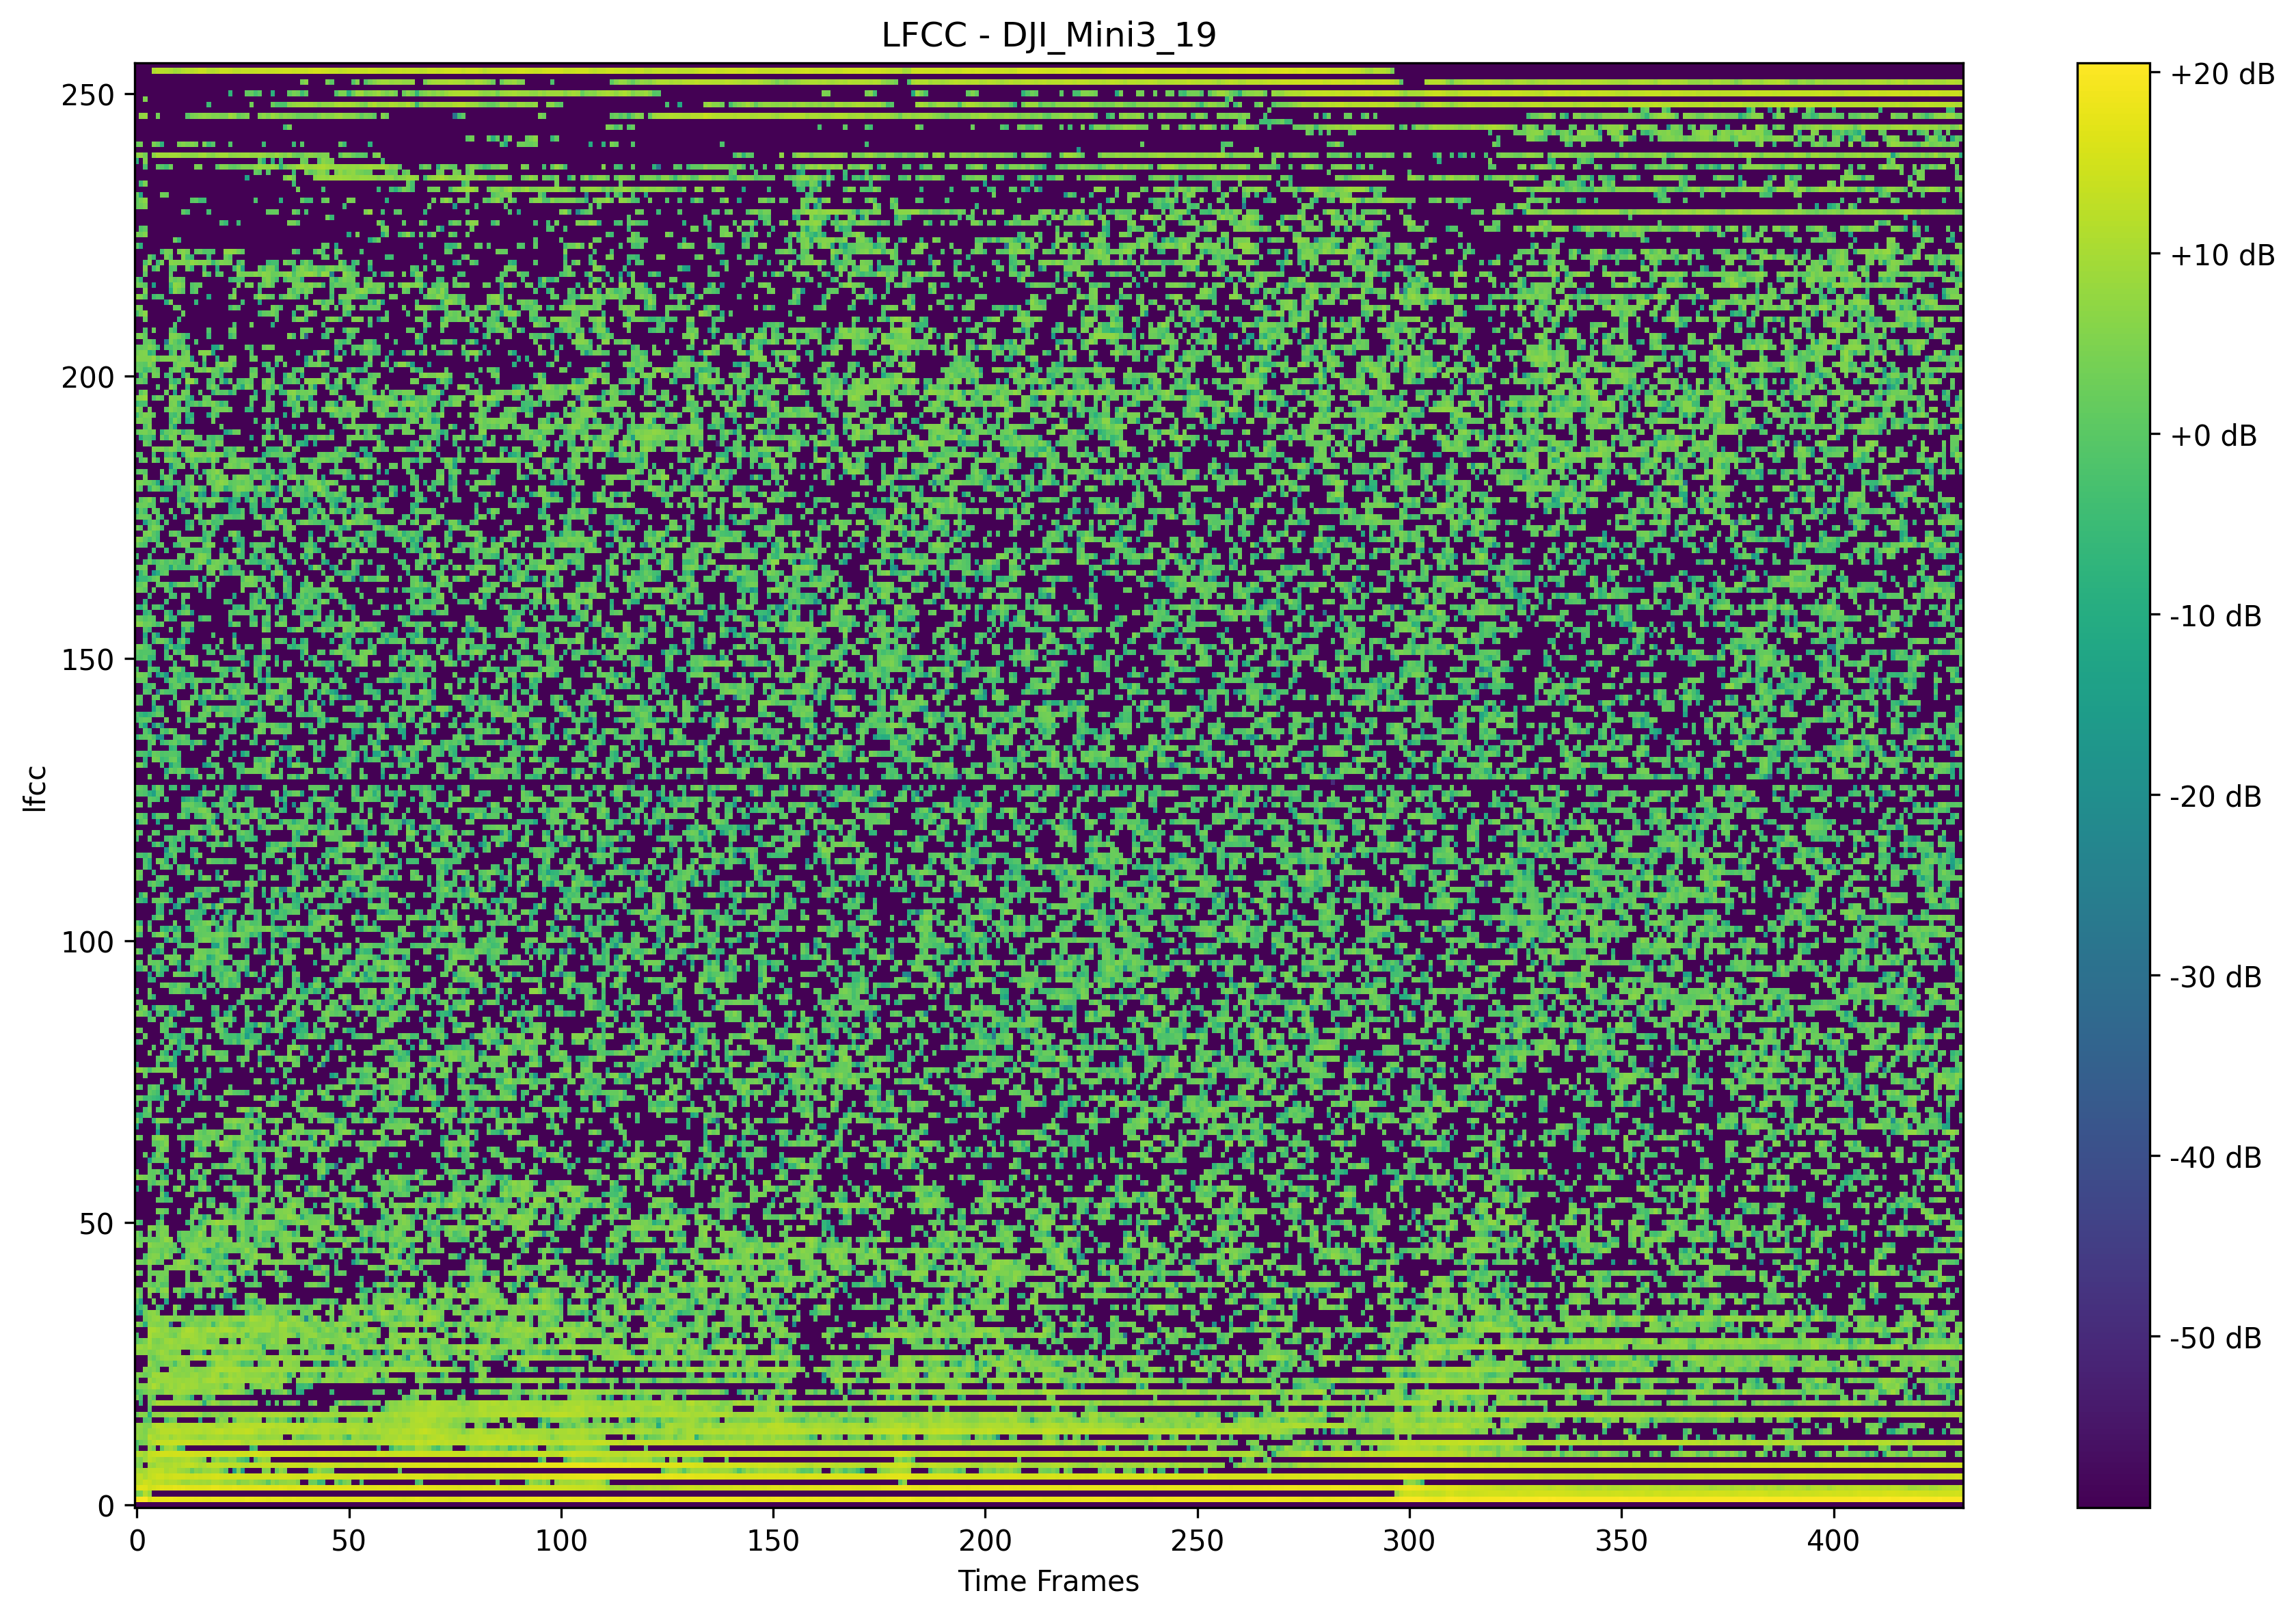 LFCC - DJI_Mini3_19
250
200
150
100
50
0
lfcc
0 50 100 150 200 250 300 350 400
Time Frames
+20 dB
+10 dB
+0 dB
-10 dB
-20 dB
-30 dB
-40 dB
-50 dB